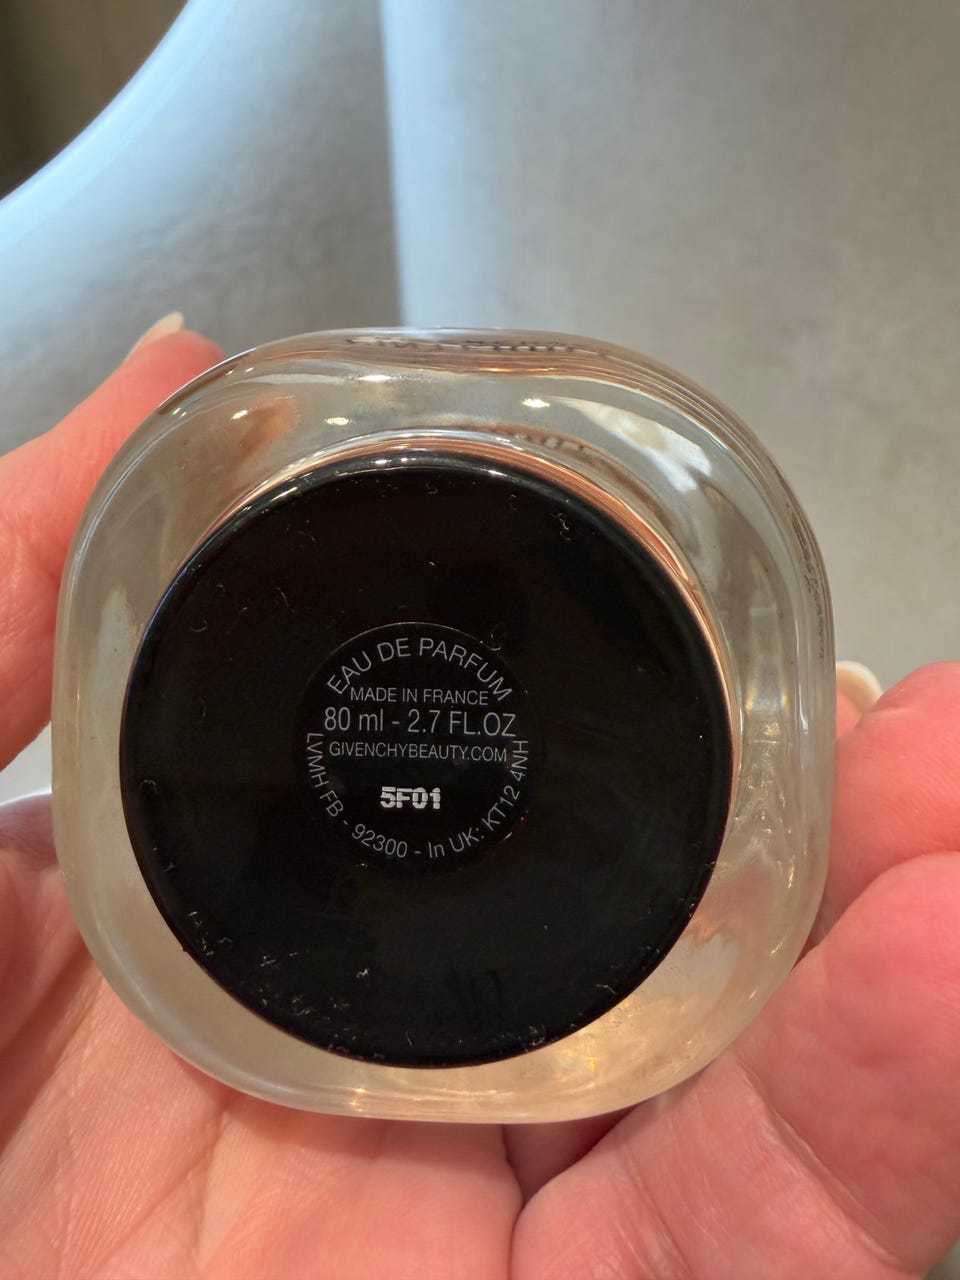 EAU DE PARFUM
MADE IN FRANCE
80 ml - 2.7 FL.OZ
GIVENCHYBEAUTY.COM
5F01
LVMH FB - 92300 - In UK: KT12 4NH